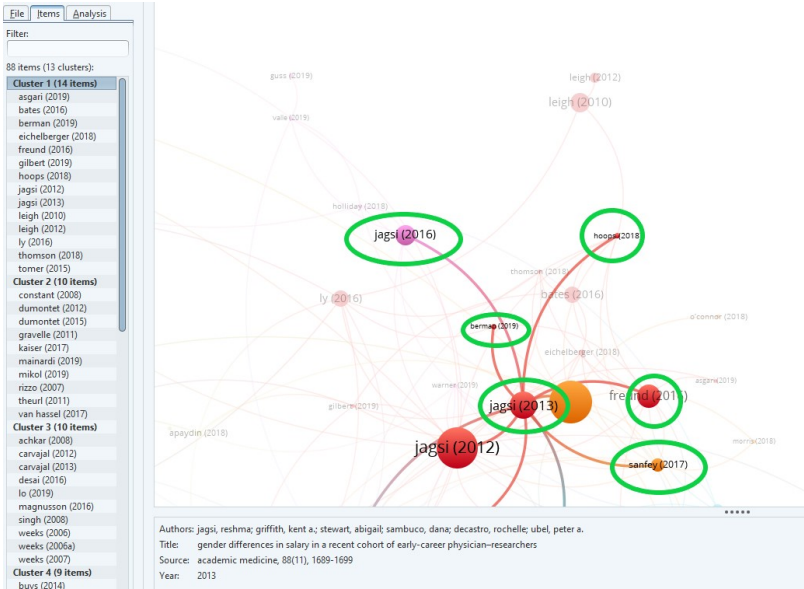 File Items Analysis
Filter:
88 items (13 clusters):
Cluster 1 (14 items)
asgari (2019)
bates (2016)
berman (2019)
eichelberger (2018)
freund (2016)
gilbert (2019)
hoops (2018)
jagsi (2012)
jagsi (2013)
leigh (2010)
leigh (2012)
ly (2016)
thomson (2018)
tomer (2015)
Cluster 2 (10 items)
constant (2008)
dumontet (2012)
dumontet (2015)
gravelle (2011)
kaiser (2017)
mainardi (2019)
mikol (2019)
rizzo (2007)
theurl (2011)
van hassel (2017)
Cluster 3 (10 items)
achkar (2008)
carvajal (2012)
carvajal (2013)
desai (2016)
lo (2019)
magnusson (2016)
singh (2008)
weeks (2006)
weeks (2006a)
weeks (2007)
Cluster 4 (9 items)
buys (2014)
guss (2019)
leigh (2012)
leigh (2010)
valle (2019)
holliday (2018)
jagsi (2016)
hoops (2018
thomson (2018)
ly (2016)
bates (2016)
o'connor (2018)
berman (2019)
eichelberger (2018)
warner (2019)
asgari (2019)
gilbert (2019)
jagsi (2013)
freund (2016)
apaydin (2018)
jagsi (2012)
morris (2018)
sanfey (2017)
Authors: jagsi, reshma; griffith, kent a.; stewart, abigail; sambuco, dana; decastro, rochelle; ubel, peter a.
Title: gender differences in salary in a recent cohort of early-career physician–researchers
Source: academic medicine, 88(11), 1689-1699
Year: 2013